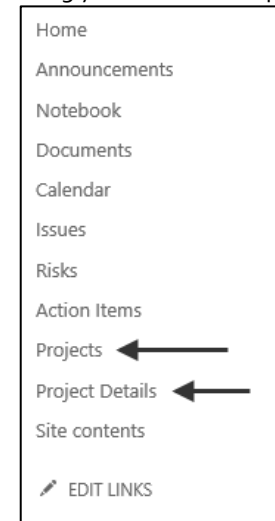 Home
Announcements
Notebook
Documents
Calendar
Issues
Risks
Action Items
Projects
Project Details
Site contents
EDIT LINKS